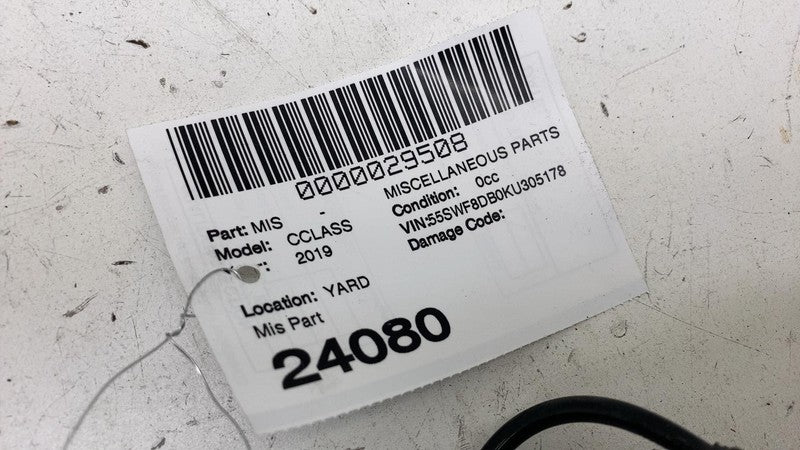 0000029508
Part: MIS - MISCELLANEOUS PARTS
Model: CCLASS Condition: 0cc
2019 VIN:55SWF8DB0KU305178
Damage Code:
Location: YARD
Mis Part
24080